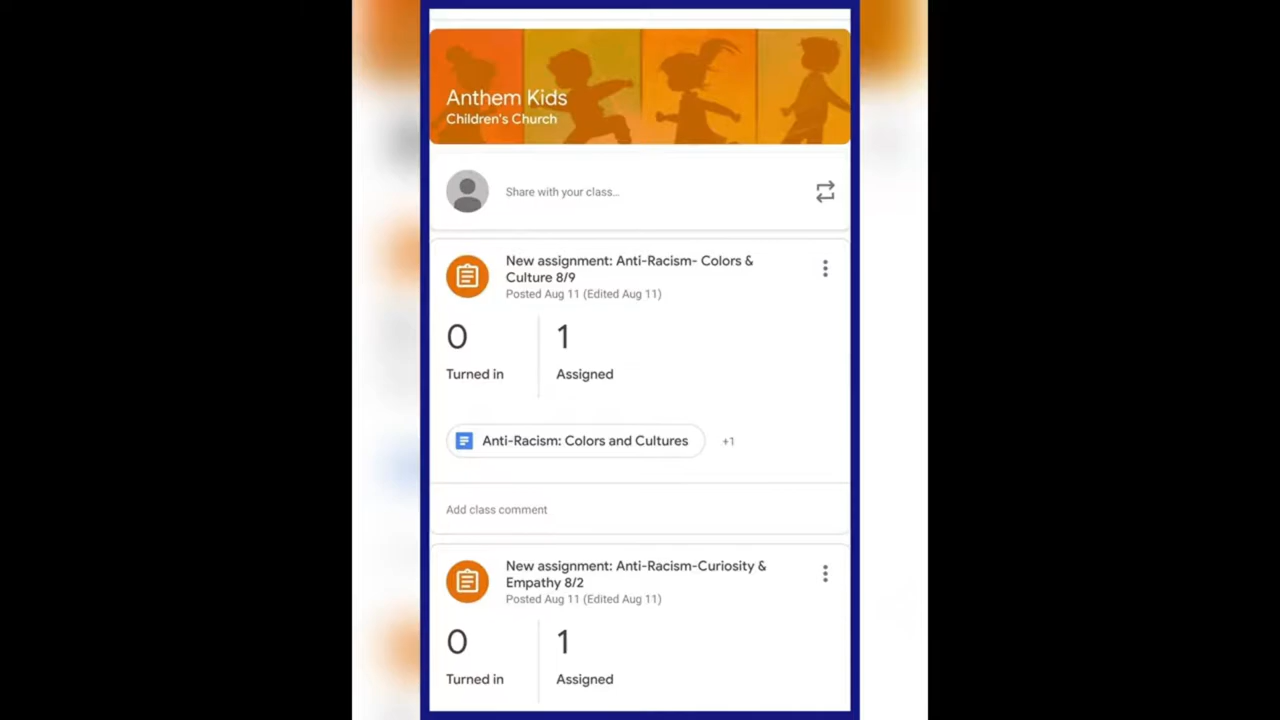 Anthem Kids
Children's Church
Share with your class...
New assignment: Anti-Racism- Colors &
Culture 8/9
Posted Aug 11 (Edited Aug 11)
0
1
Turned in
Assigned
Anti-Racism: Colors and Cultures
+1
Add class comment
New assignment: Anti-Racism-Curiosity &
Empathy 8/2
Posted Aug 11 (Edited Aug 11)
0
1
Turned in
Assigned